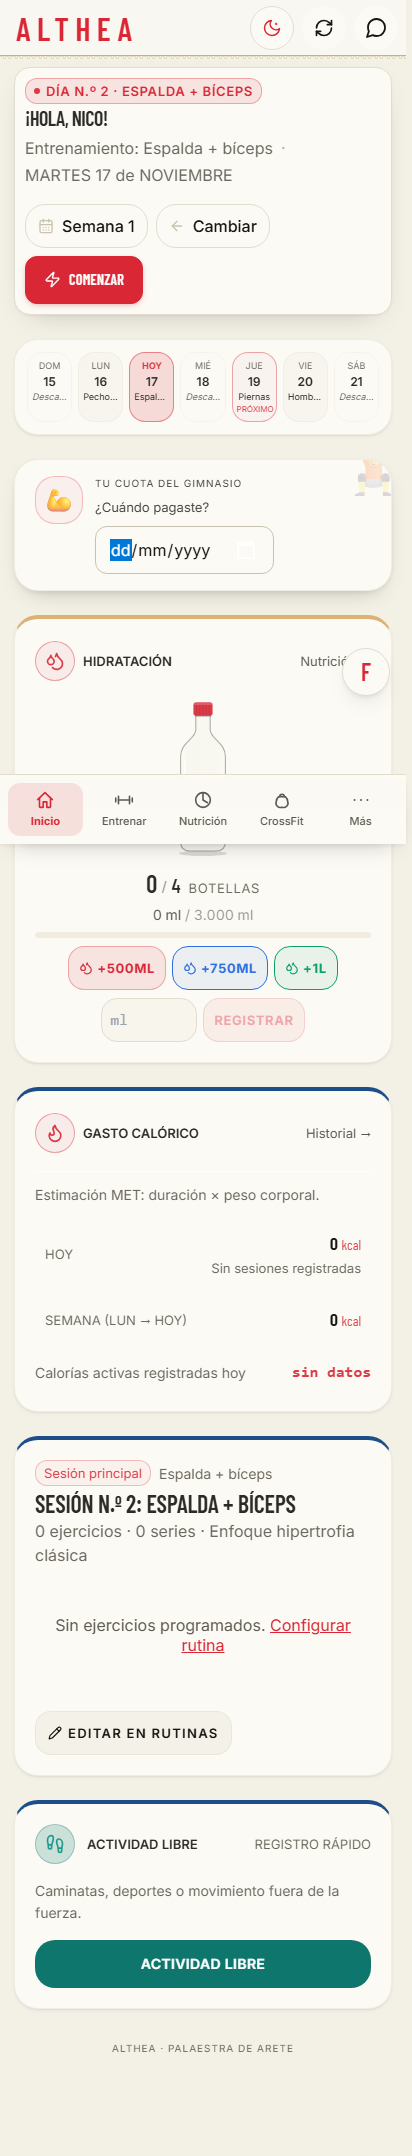 ALTHEA
DÍA N.º 2 · ESPALDA + BÍCEPS
¡HOLA, NICO!
Entrenamiento: Espalda + bíceps ·
MARTES 17 de NOVIEMBRE
Semana 1
Cambiar
COMENZAR
DOM LUN HOY MIÉ JUE VIE SÁB
15 16 17 18 19 20 21
Desca... Pecho... Espal... Desca... Piernas Homb... Desca...
PRÓXIMO
TU CUOTA DEL GIMNASIO
¿Cuándo pagaste?
dd/mm/yyyy
HIDRATACIÓN
F
Inicio Entrenar Nutrición CrossFit Más
0 / 4 BOTELLAS
0 ml / 3.000 ml
+500ML +750ML +1L
ml REGISTRAR
GASTO CALÓRICO Historial →
Estimación MET: duración × peso corporal.
HOY 0 kcal
Sin sesiones registradas
SEMANA (LUN → HOY) 0 kcal
Calorías activas registradas hoy sin datos
Sesión principal Espalda + bíceps
SESIÓN N.º 2: ESPALDA + BÍCEPS
0 ejercicios · 0 series · Enfoque hipertrofia
clásica
Sin ejercicios programados. Configurar
rutina
EDITAR EN RUTINAS
ACTIVIDAD LIBRE REGISTRO RÁPIDO
Caminatas, deportes o movimiento fuera de la
fuerza.
ACTIVIDAD LIBRE
ALTHEA · PALAESTRA DE ARETE